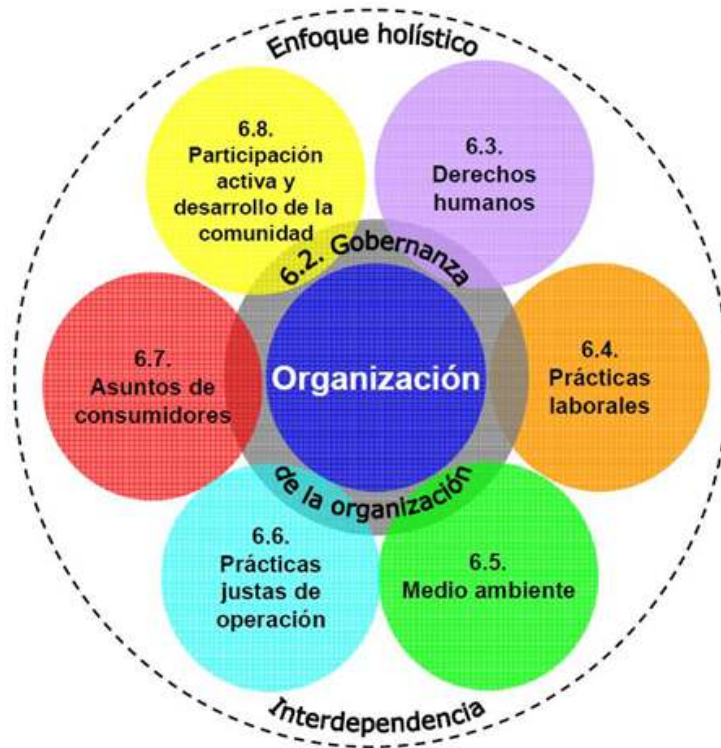 Enfoque holístico
6.8.
Participación
activa y
desarrollo de la
comunidad
6.3.
Derechos
humanos
6.2. Gobernanza
de la organización
Organización
6.7.
Asuntos de
consumidores
6.4.
Prácticas
laborales
6.6.
Prácticas
justas de
operación
6.5.
Medio ambiente
Interdependencia